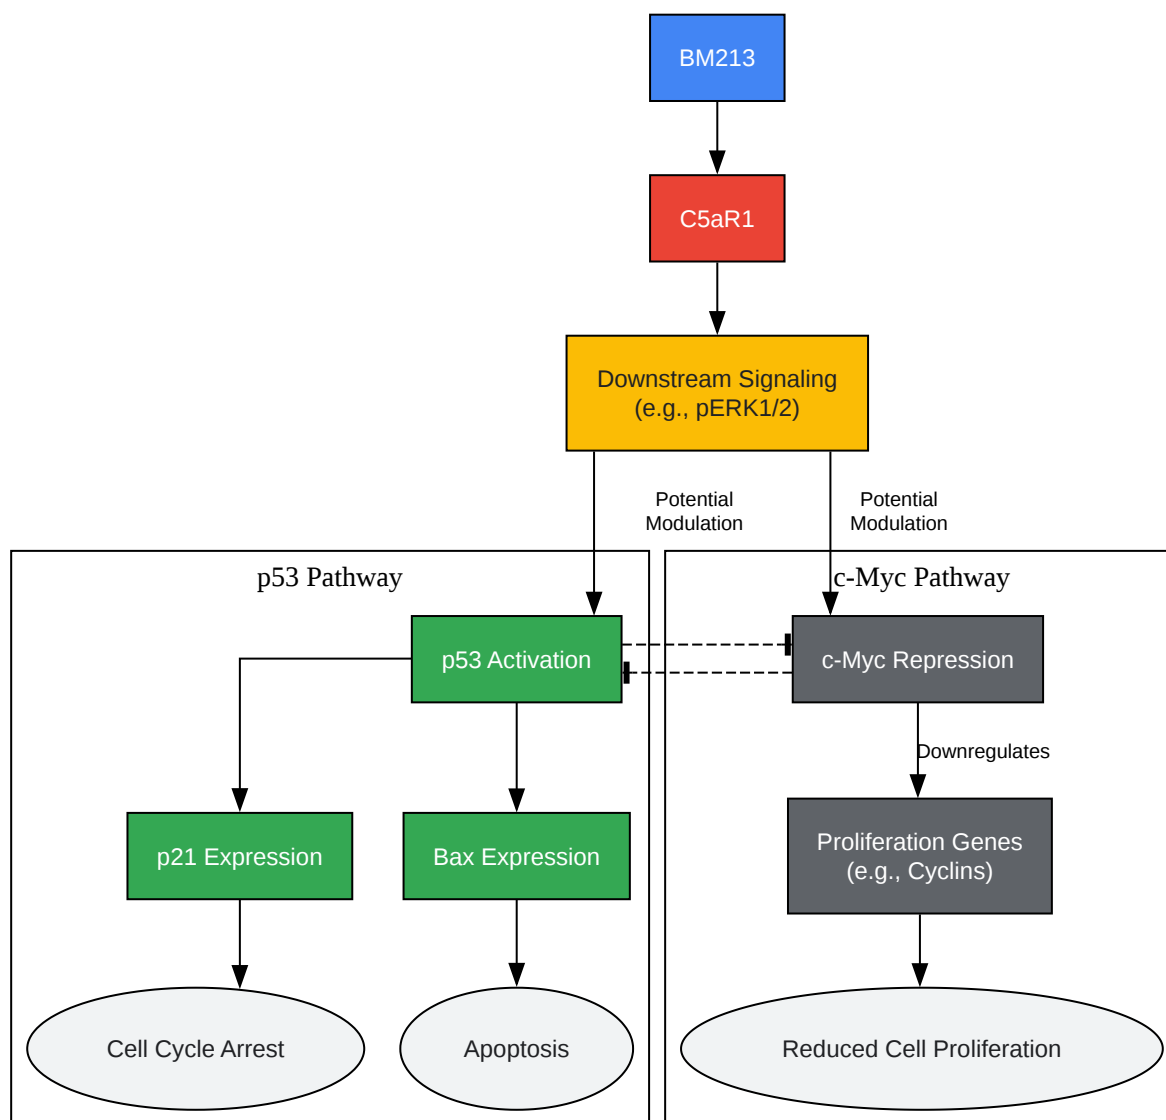 BM213
C5aR1
Downstream Signaling
(e.g., pERK1/2)
Potential
Modulation
Potential
Modulation
p53 Pathway
c-Myc Pathway
p53 Activation
c-Myc Repression
Downregulates
p21 Expression
Bax Expression
Proliferation Genes
(e.g., Cyclins)
Cell Cycle Arrest
Apoptosis
Reduced Cell Proliferation